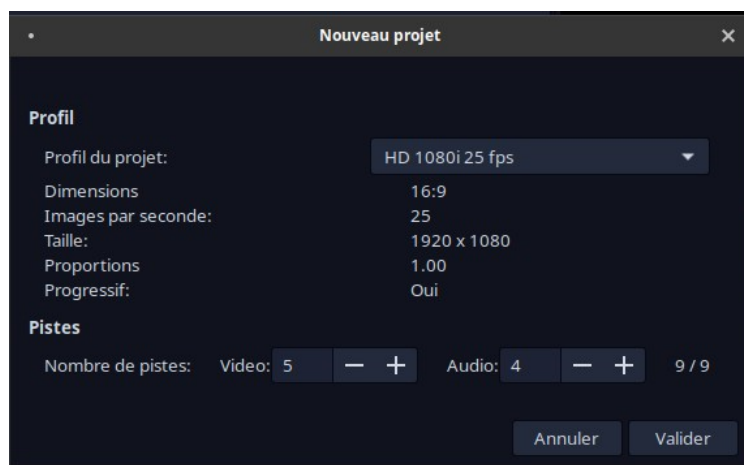 Nouveau projet
Profil
Profil du projet: HD 1080i 25 fps
Dimensions 16:9
Images par seconde: 25
Taille: 1920 x 1080
Proportions 1.00
Progressif: Oui
Pistes
Nombre de pistes: Video: 5 Audio: 4 9 / 9
Annuler Valider